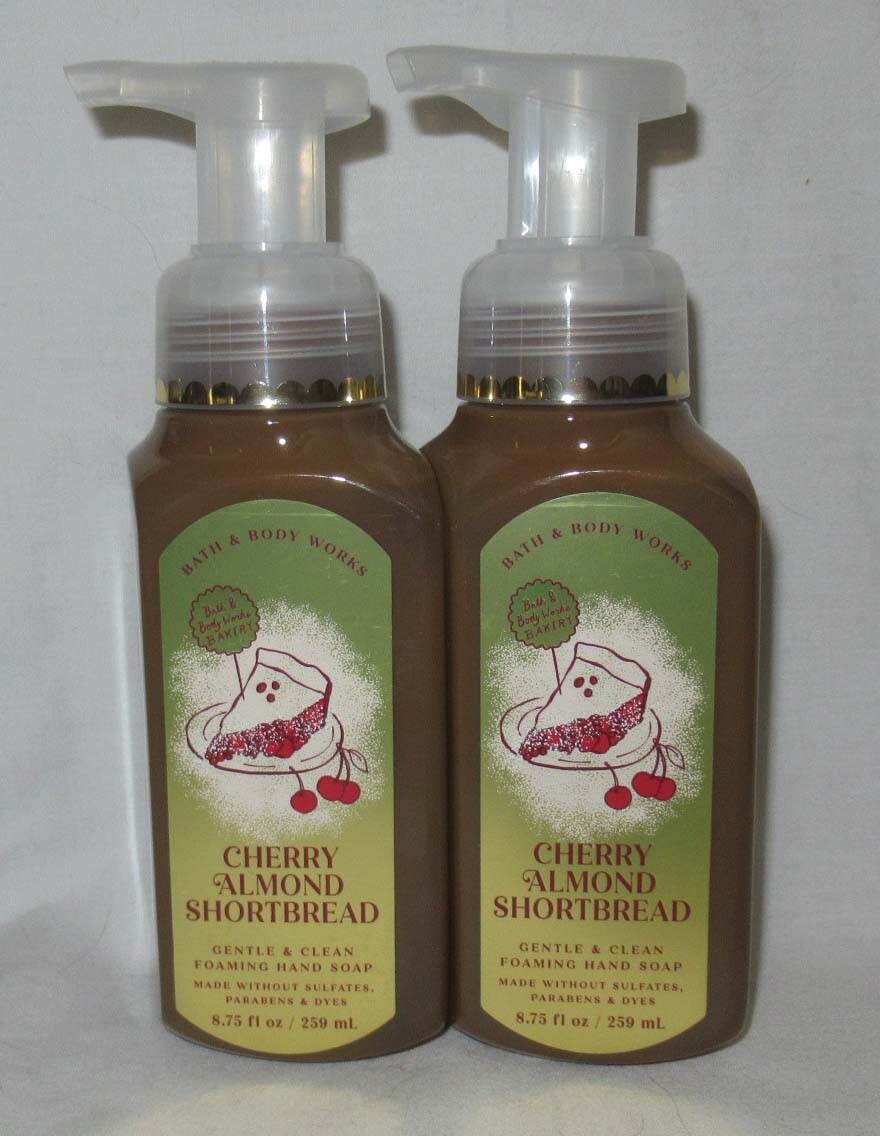 BATH & BODY WORKS
Bath &
Body Works
BAKERY
CHERRY
ALMOND
SHORTBREAD
GENTLE & CLEAN
FOAMING HAND SOAP
MADE WITHOUT SULFATES,
PARABENS & DYES
8.75 fl oz / 259 mL
BATH & BODY WORKS
Bath &
Body Works
BAKERY
CHERRY
ALMOND
SHORTBREAD
GENTLE & CLEAN
FOAMING HAND SOAP
MADE WITHOUT SULFATES,
PARABENS & DYES
8.75 fl oz / 259 mL